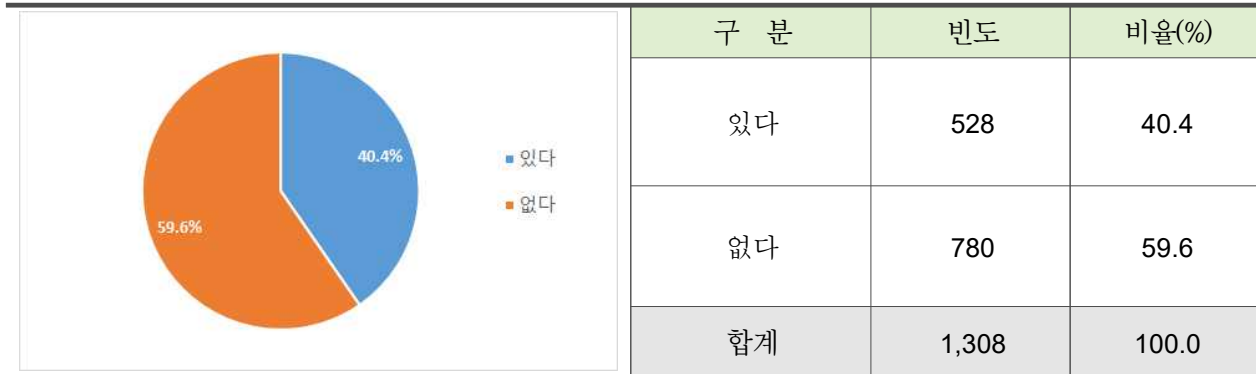 40.4%
59.6%
있다
없다
구 분 빈도 비율(%)
있다 528 40.4
없다 780 59.6
합계 1,308 100.0